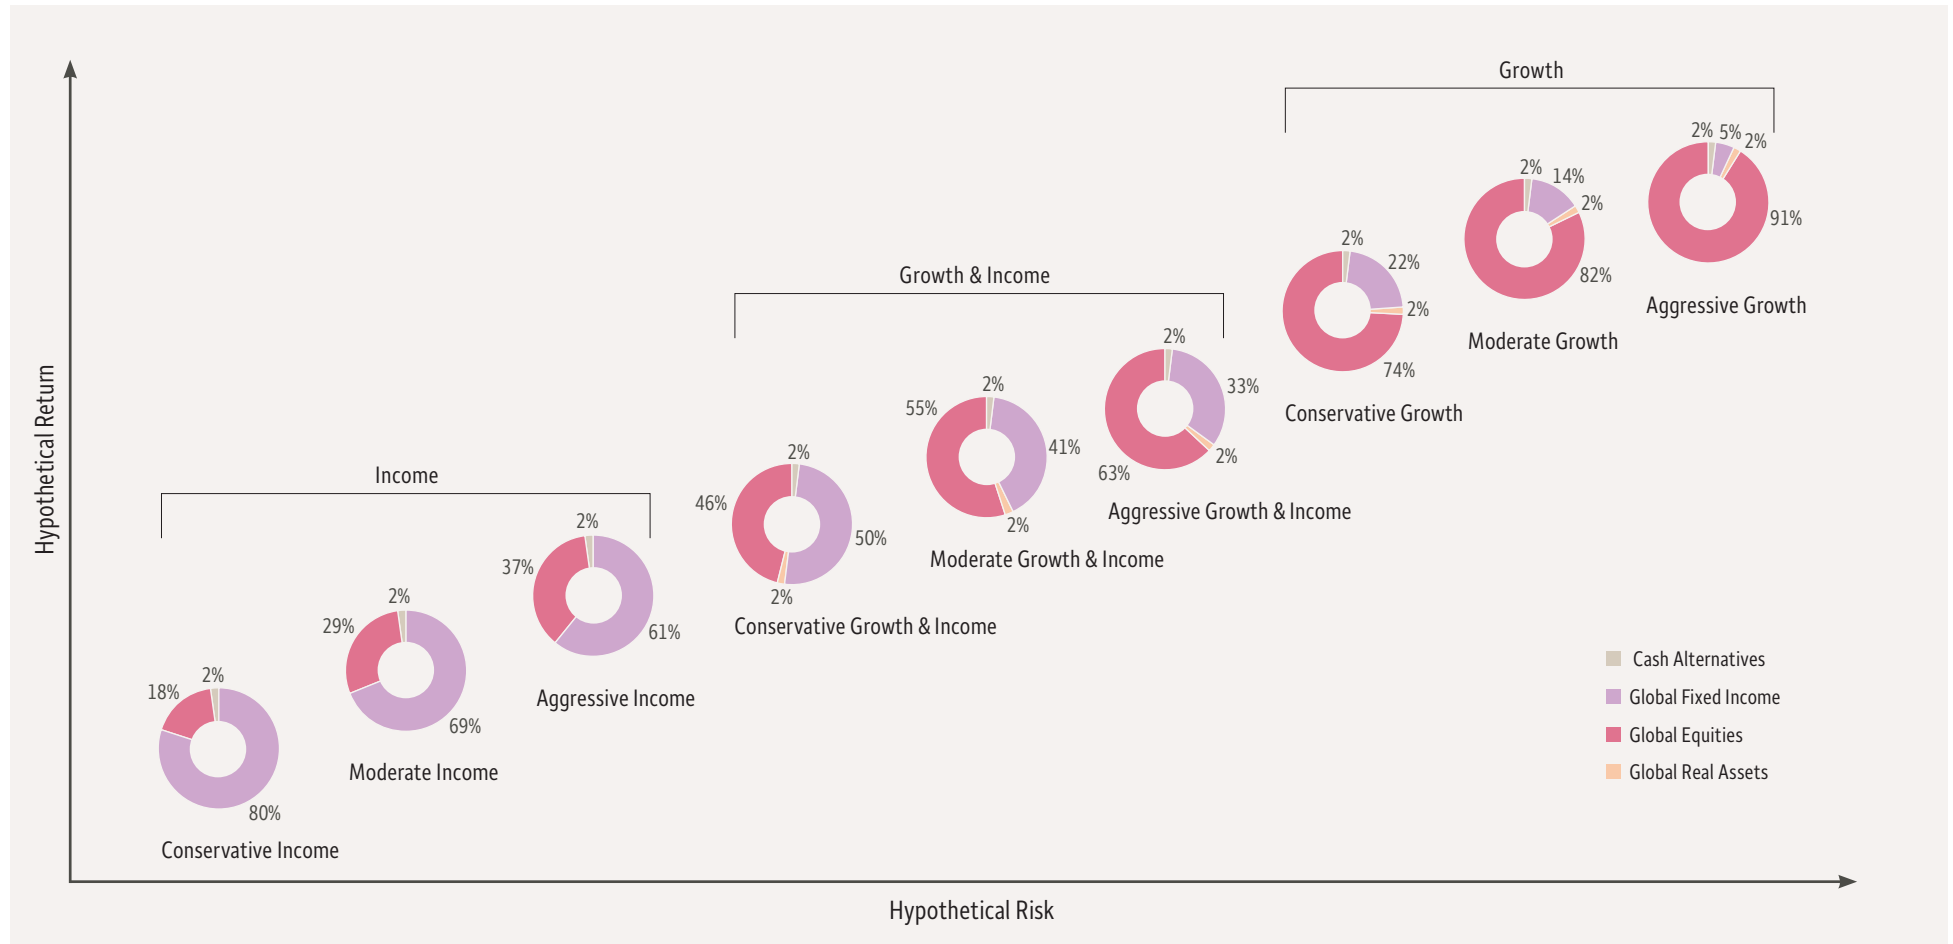 Growth
2% 5% 2%
91%
Aggressive Growth
2%
14%
2%
82%
Moderate Growth
2%
22%
2%
74%
Conservative Growth
Growth & Income
2%
33%
2%
63%
Aggressive Growth & Income
2%
55%
41%
2%
Moderate Growth & Income
2%
46%
50%
2%
Conservative Growth & Income
Income
2%
37%
61%
Aggressive Income
2%
29%
69%
Moderate Income
2%
18%
80%
Conservative Income
Cash Alternatives
Global Fixed Income
Global Equities
Global Real Assets
Hypothetical Return
Hypothetical Risk